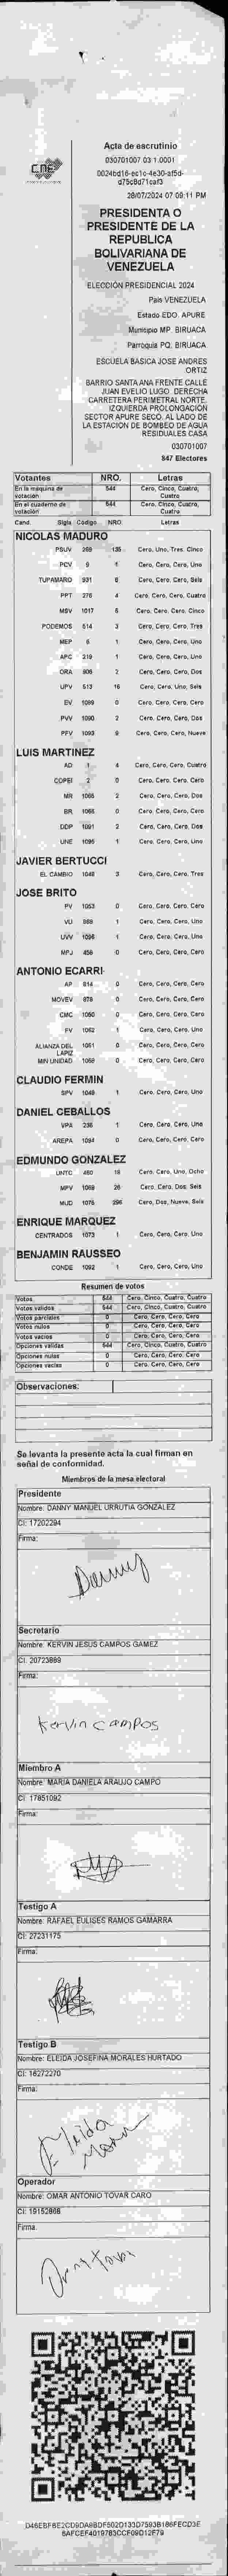 Acta de escrutinio
030701007 03 1.0001
d75c8d71caf3
28/07/2024 07:09:11 PM
PRESIDENTA O
PRESIDENTE DE LA
REPUBLICA
BOLIVARIANA DE
VENEZUELA
ELECCIÓN PRESIDENCIAL 2024
País VENEZUELA
Estado EDO. APURE
Municipio MP. BIRUACA
Parroquia PQ. BIRUACA
ESCUELA BASICA JOSE ANDRES
ORTIZ
BARRIO SANTA ANA FRENTE CALLE
JUAN EVELIO LUGO. DERECHA
CARRETERA PERIMETRAL NORTE.
IZQUIERDA PROLONGACIÓN
SECTOR APURE SECO. AL LADO DE
LA ESTACION DE BOMBEO DE AGUA
RESIDUALES CASA
030701007
847 Electores
Votantes NRO. Letras
En la máquina de votación 544 Cero, Cinco, Cuatro, Cuatro
En el cuaderno de votación 544 Cero, Cinco, Cuatro, Cuatro
Cand. Sigla Código NRO. Letras
NICOLAS MADURO
PSUV 269 135 Cero, Uno, Tres, Cinco
PCV 9 1 Cero, Cero, Cero, Uno
TUPAMARO 931 6 Cero, Cero, Cero, Seis
PPT 276 4 Cero, Cero, Cero, Cuatro
MSV 1017 5 Cero, Cero, Cero, Cinco
PODEMOS 514 3 Cero, Cero, Cero, Tres
MEP 5 1 Cero, Cero, Cero, Uno
APC 219 1 Cero, Cero, Cero, Uno
ORA 906 2 Cero, Cero, Cero, Dos
UPV 513 16 Cero, Cero, Uno, Seis
EV 1089 0 Cero, Cero, Cero, Cero
PVV 1090 2 Cero, Cero, Cero, Dos
PFV 1093 9 Cero, Cero, Cero, Nueve
LUIS MARTINEZ
AD 1 4 Cero, Cero, Cero, Cuatro
COPEI 2 0 Cero, Cero, Cero, Cero
MR 1065 2 Cero, Cero, Cero, Dos
BR 1066 0 Cero, Cero, Cero, Cero
DDP 1091 2 Cero, Cero, Cero, Dos
UNE 1095 1 Cero, Cero, Cero, Uno
JAVIER BERTUCCI
EL CAMBIO 1048 3 Cero, Cero, Cero, Tres
JOSE BRITO
PV 1053 0 Cero, Cero, Cero, Cero
VU 968 1 Cero, Cero, Cero, Uno
UVV 1096 1 Cero, Cero, Cero, Uno
MPJ 458 0 Cero, Cero, Cero, Cero
ANTONIO ECARRI
AP 814 0 Cero, Cero, Cero, Cero
MOVEV 878 0 Cero, Cero, Cero, Cero
CMC 1050 0 Cero, Cero, Cero, Cero
FV 1062 1 Cero, Cero, Cero, Uno
ALIANZA DEL LAPIZ 1051 0 Cero, Cero, Cero, Cero
MIN UNIDAD 1059 0 Cero, Cero, Cero, Cero
CLAUDIO FERMIN
SPV 1049 1 Cero, Cero, Cero, Uno
DANIEL CEBALLOS
VPA 236 1 Cero, Cero, Cero, Uno
AREPA 1094 0 Cero, Cero, Cero, Cero
EDMUNDO GONZALEZ
UNTC 460 18 Cero, Cero, Uno, Ocho
MPV 1069 26 Cero, Cero, Dos, Seis
MUD 1076 296 Cero, Dos, Nueve, Seis
ENRIQUE MARQUEZ
CENTRADOS 1073 1 Cero, Cero, Cero, Uno
BENJAMIN RAUSSEO
CONDE 1092 1 Cero, Cero, Cero, Uno
Resumen de votos
Votos 544 Cero, Cinco, Cuatro, Cuatro
Votos validos 544 Cero, Cinco, Cuatro, Cuatro
Votos parciales 0 Cero, Cero, Cero, Cero
Votos nulos 0 Cero, Cero, Cero, Cero
Votos vacios 0 Cero, Cero, Cero, Cero
Opciones validas 544 Cero, Cinco, Cuatro, Cuatro
Opciones nulas 0 Cero, Cero, Cero, Cero
Opciones vacias 0 Cero, Cero, Cero, Cero
Observaciones:
Se levanta la presente acta la cual firman en
señal de conformidad.
Miembros de la mesa electoral
Presidente
Nombre: DANNY MANUEL URRUTIA GONZALEZ
CI: 17202294
Firma:
Danny
Secretario
Nombre: KERVIN JESUS CAMPOS GAMEZ
CI: 20723889
Firma:
Kervin Campos
Miembro A
Nombre: MARIA DANIELA ARAUJO CAMPO
CI: 17851092
Firma:
Testigo A
Nombre: RAFAEL EULISES RAMOS GAMARRA
CI: 27231175
Firma:
Testigo B
Nombre: ELEIDA JOSEFINA MORALES HURTADO
CI: 16272270
Firma:
Operador
Nombre: OMAR ANTONIO TOVAR CARO
CI: 19152808
Firma: